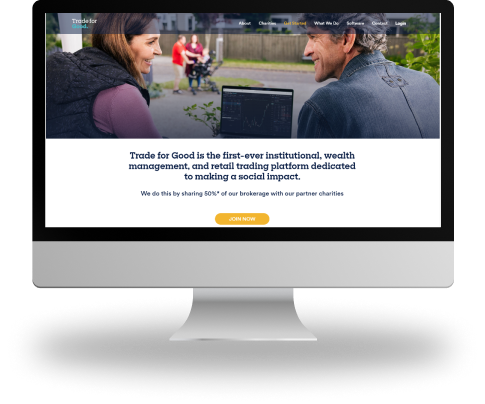 Trade for
Good.
About Charities Get Started What We Do Software Contact Login
Trade for Good is the first-ever institutional, wealth
management, and retail trading platform dedicated
to making a social impact.
We do this by sharing 50%* of our brokerage with our partner charities
JOIN NOW